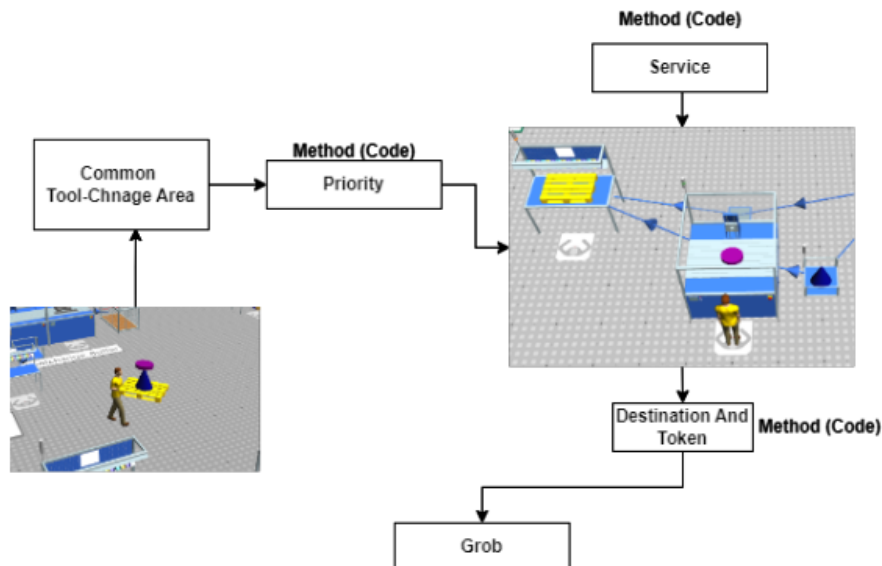 Method (Code)
Service
Common
Tool-Chnage Area
Method (Code)
Priority
Destination And
Token
Method (Code)
Grob